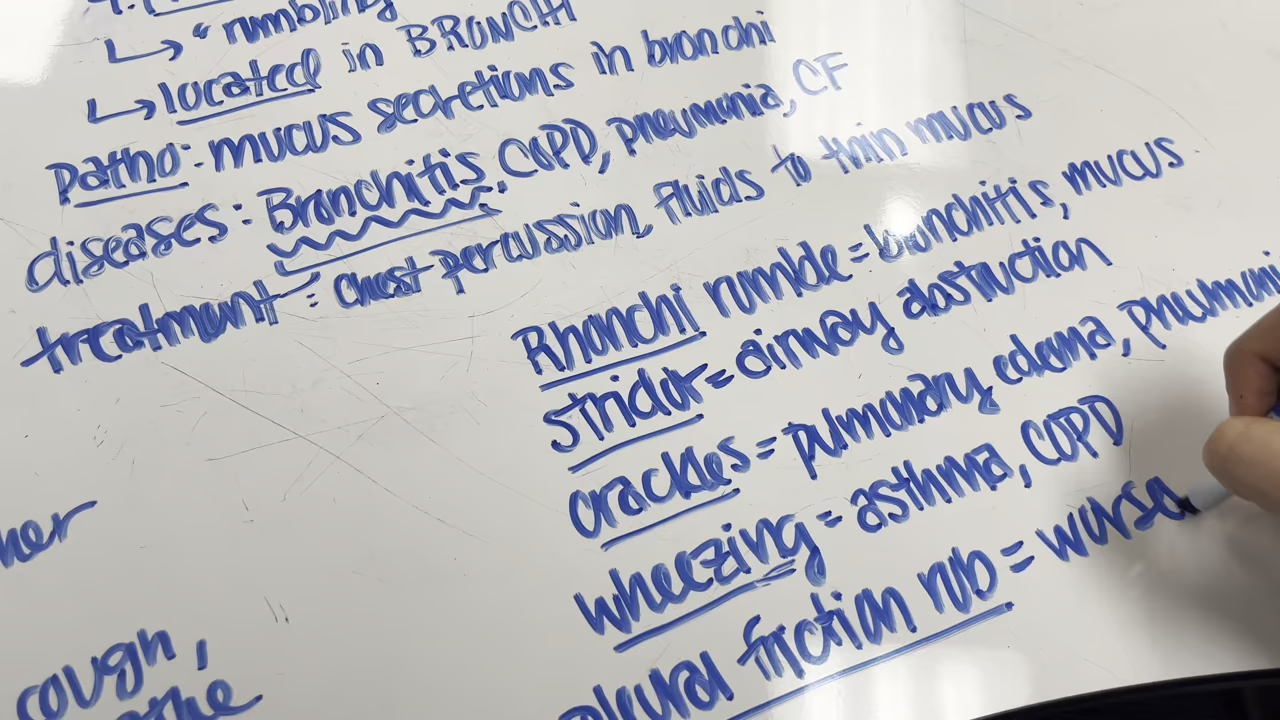 ↳ "rumbling
↳ located in BRONCHI
Patho: mucus secretions in bronchi
diseases: Bronchitis, COPD, pneumonia, CF
treatment: chest percussion, fluids to thin mucus
Rhonchi rumble = bronchitis, mucus
stridor = airway obstruction
crackles = pulmonary edema, pneumoni
wheezing = asthma, COPD
pleural friction rub = worse
her
cough,